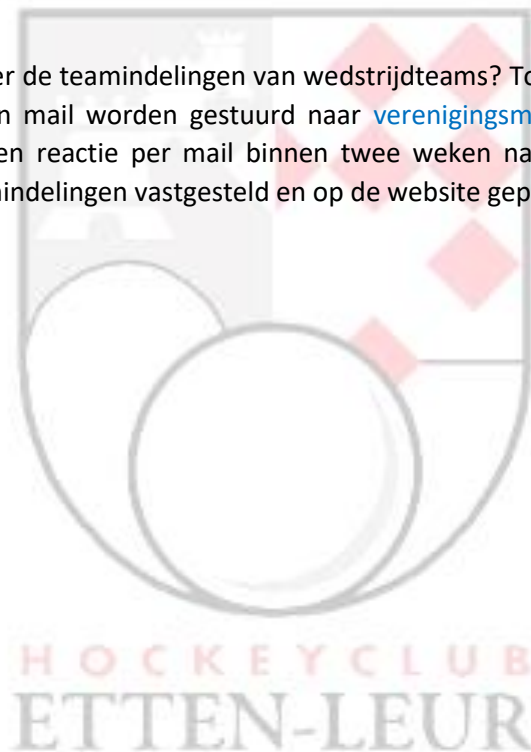 er de teamindelingen van wedstrijdteams? To
n mail worden gestuurd naar verenigingsm
en reactie per mail binnen twee weken na
indelingen vastgesteld en op de website gep
HOCKEYCLUB
ETTEN-LEUR